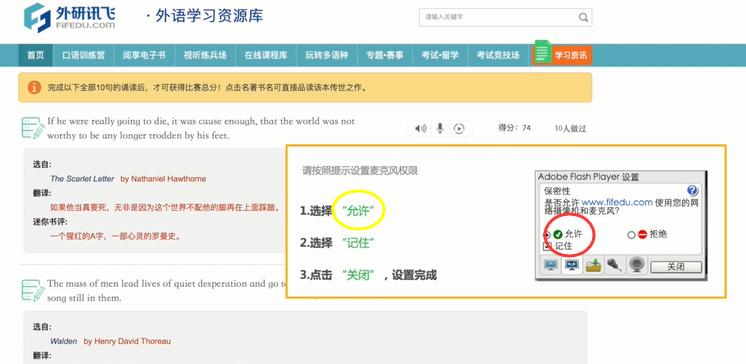 外研讯飞
FiFEDU.com
·外语学习资源库
请输入关键字
首页 口语训练营 阅享电子书 视听练兵场 在线课程库 玩转多语种 专题•赛事 考试•留学 考试竞技场 学习资讯
完成以下全部10句的诵读后，才可获得比赛总分！点击名著书名可直接品读该本传世之作。
If he were really going to die, it was cause enough, that the world was not
worthy to be any longer trodden by his feet.
得分：74
10人做过
选自：
The Scarlet Letter by Nathaniel Hawthorne
翻译：
如果他当真要死，无非是因为这个世界不配他的脚再在上面踩踏。
迷你书评：
一个猩红的A字，一部心灵的罗曼史。
请按照提示设置麦克风权限
1.选择 “允许”
2.选择 “记住”
3.点击 “关闭” ，设置完成
Adobe Flash Player 设置
保密性
是否允许 www.fifedu.com 使用您的网
络摄像机和麦克风?
允许
拒绝
记住
关闭
The mass of men lead lives of quiet desperation and go to
song still in them.
选自：
Walden by Henry David Thoreau
翻译：